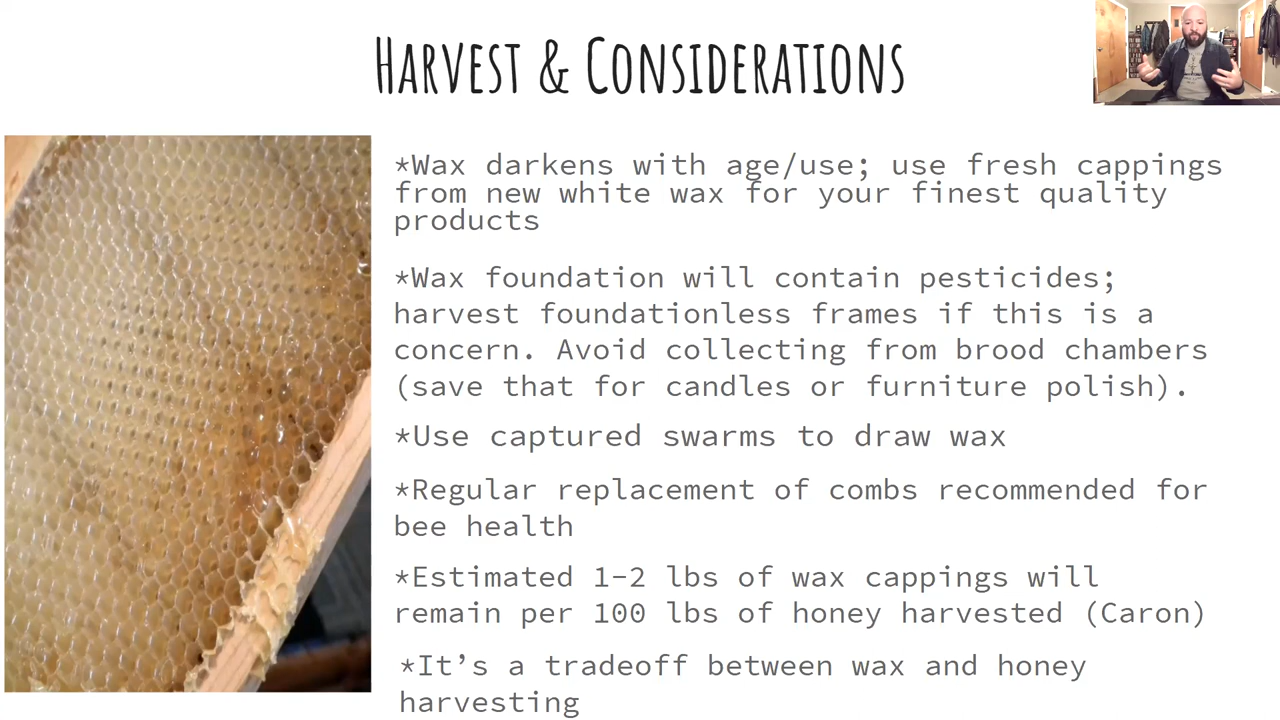 Harvest & Considerations
*Wax darkens with age/use; use fresh cappings
from new white wax for your finest quality
products
*Wax foundation will contain pesticides;
harvest foundationless frames if this is a
concern. Avoid collecting from brood chambers
(save that for candles or furniture polish).
*Use captured swarms to draw wax
*Regular replacement of combs recommended for
bee health
*Estimated 1-2 lbs of wax cappings will
remain per 100 lbs of honey harvested (Caron)
*It’s a tradeoff between wax and honey
harvesting